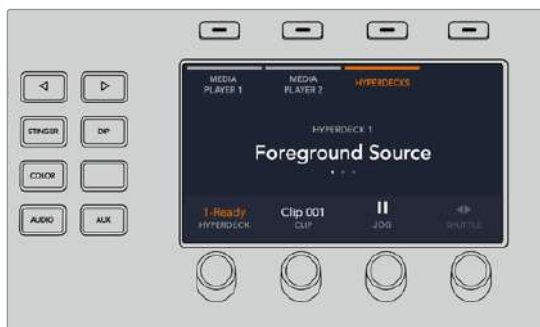 MEDIA PLAYER 1
MEDIA PLAYER 2
HYPERDECKS
STINGER
DIP
HYPERDECK 1
Foreground Source
COLOR
AUDIO
AUX
1-Ready
HYPERDECK
Clip 001
CLIP
JOG
SHUTTLE